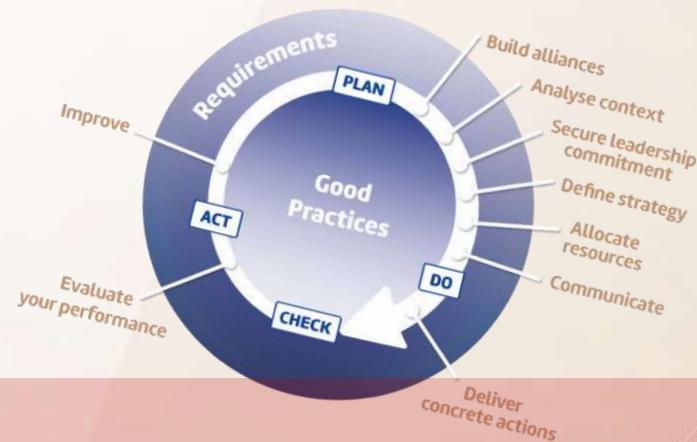 Requirements
PLAN
Build alliances
Analyse context
Secure leadership
commitment
Define strategy
Allocate
resources
Communicate
DO
Deliver
concrete actions
CHECK
Evaluate
your performance
ACT
Improve
Good
Practices